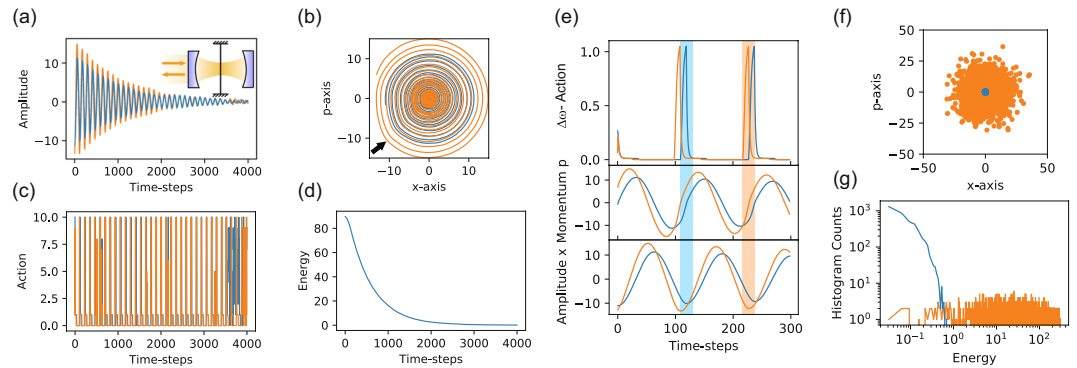 (a)
Amplitude
10
0
−10
0
1000
2000
3000
4000
Time-steps
(b)
p-axis
10
0
−10
−10
0
10
x-axis
(c)
Action
10.0
7.5
5.0
2.5
0.0
0
1000
2000
3000
4000
Time-steps
(d)
Energy
80
60
40
20
0
0
1000
2000
3000
4000
Time-steps
(e)
Δω- Action
1.0
0.5
0.0
Momentum p
10
0
−10
Amplitude x
10
0
−10
0
100
200
300
Time-steps
(f)
p-axis
50
25
0
−25
−50
−50
0
50
x-axis
(g)
Histogram Counts
10³
10²
10¹
10⁰
10⁻¹
10⁰
10¹
10²
Energy